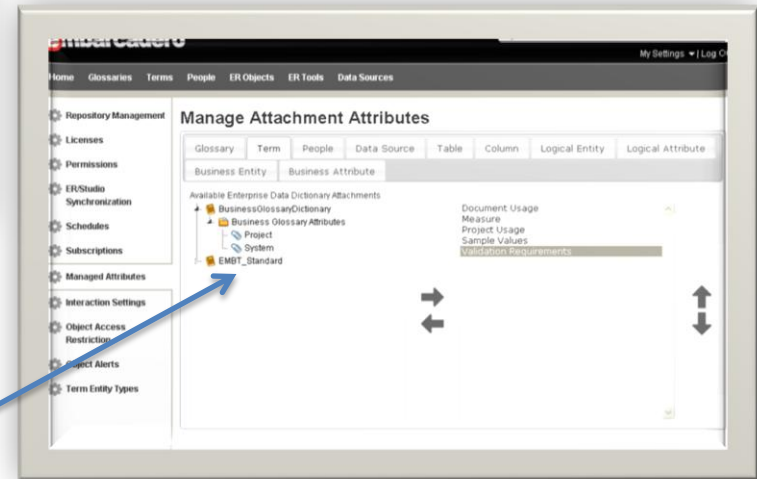 embarcadero
My Settings | Log O
Home Glossaries Terms People ER Objects ER Tools Data Sources
Repository Management
Licenses
Permissions
ER/Studio
Synchronization
Schedules
Subscriptions
Managed Attributes
Interaction Settings
Object Access
Restriction
Object Alerts
Term Entity Types
Manage Attachment Attributes
Glossary Term People Data Source Table Column Logical Entity Logical Attribute
Business Entity Business Attribute
Available Enterprise Data Dictionary Attachments
BusinessGlossaryDictionary
Business Glossary Attributes
Project
System
EMBT_Standard
Document Usage
Measure
Project Usage
Sample Values
Validation Requirements